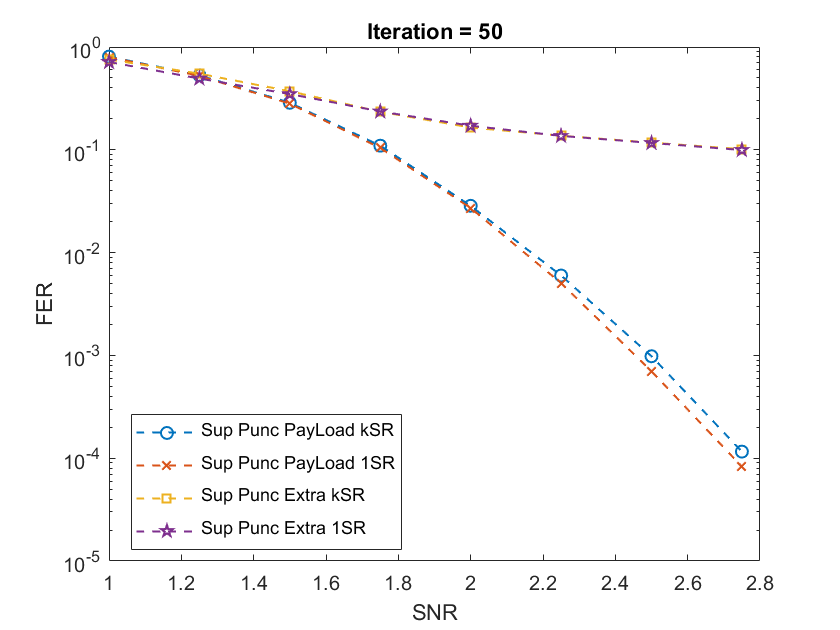 Iteration = 50
10^0
10^-1
10^-2
10^-3
10^-4
10^-5
FER
Sup Punc PayLoad kSR
Sup Punc PayLoad 1SR
Sup Punc Extra kSR
Sup Punc Extra 1SR
1 1.2 1.4 1.6 1.8 2 2.2 2.4 2.6 2.8
SNR